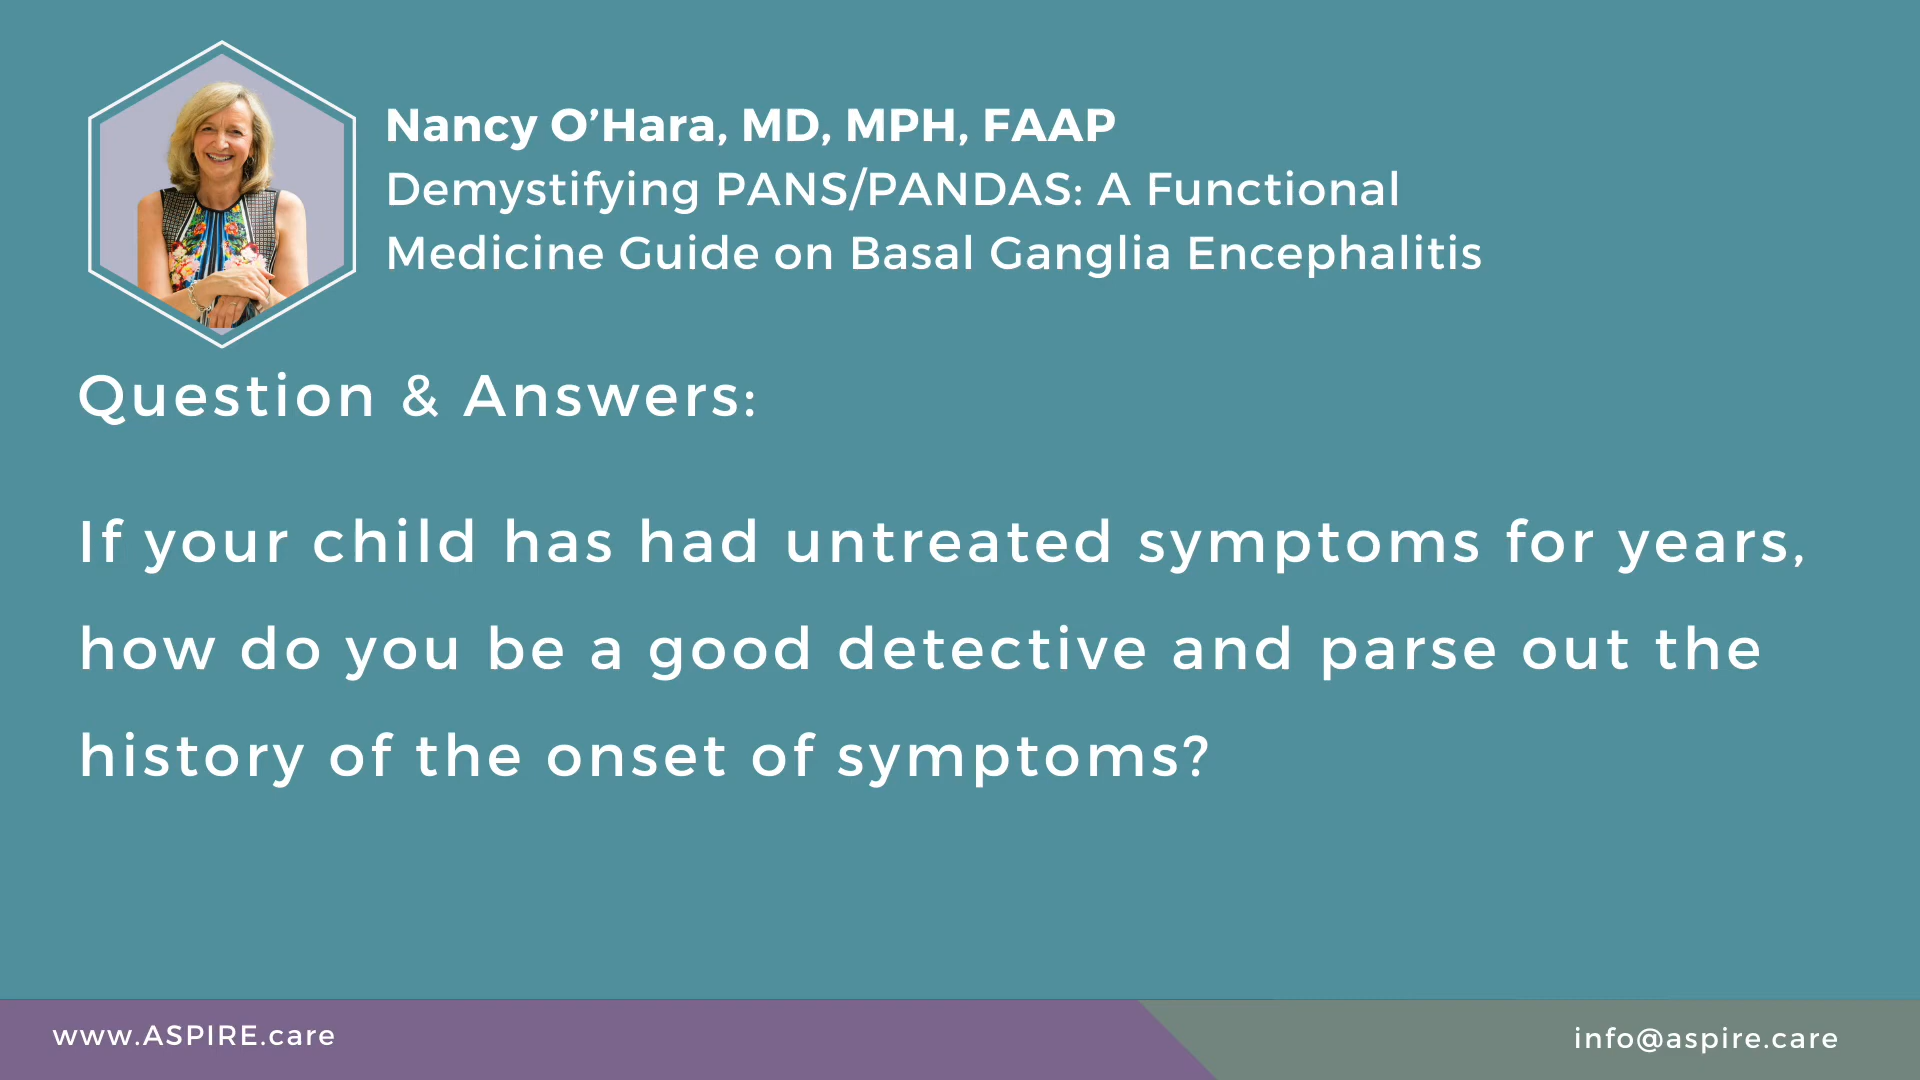 Nancy O’Hara, MD, MPH, FAAP
Demystifying PANS/PANDAS: A Functional
Medicine Guide on Basal Ganglia Encephalitis
Question & Answers:
If your child has had untreated symptoms for years,
how do you be a good detective and parse out the
history of the onset of symptoms?
www.ASPIRE.care
info@aspire.care